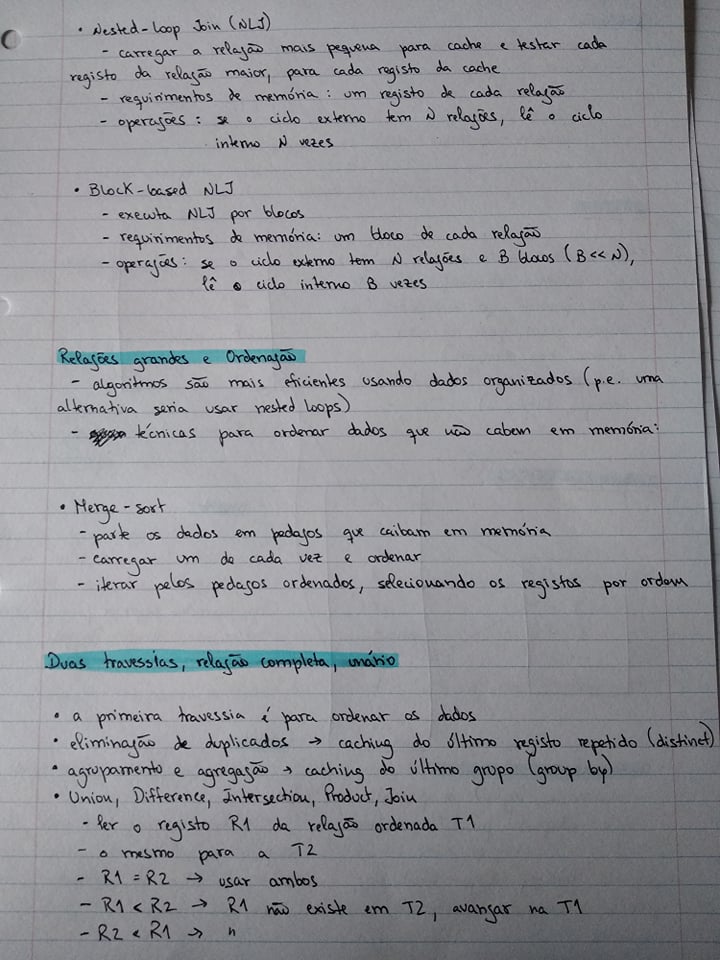 • Nested-loop Join (NLJ)
- carregar a relação mais pequena para cache e testar cada
registo da relação maior, para cada registo da cache
- requirimentos de memória: um registo de cada relação
- operações: se o ciclo externo tem N relações, lê o ciclo
interno N vezes
• Block-based NLJ
- executa NLJ por blocos
- requirimentos de memória: um bloco de cada relação
- operações: se o ciclo externo tem N relações e B blocos (B << N),
lê o ciclo interno B vezes
Relações grandes e Ordenação
- algoritmos são mais eficientes usando dados organizados (p.e. uma
alternativa seria usar nested loops)
- técnicas para ordenar dados que não cabem em memória:
• Merge-sort
- parte os dados em pedaços que caibam em memória
- carregar um de cada vez e ordenar
- iterar pelos pedaços ordenados, selecionando os registos por ordem
Duas travessias, relação completa, unário
• a primeira travessia é para ordenar os dados
• eliminação de duplicados → caching do último registo repetido (distinct)
• agrupamento e agregação → caching do último grupo (group by)
• Union, Difference, Intersection, Product, Join
- ler o registo R1 da relação ordenada T1
- o mesmo para a T2
- R1 = R2 → usar ambos
- R1 < R2 → R1 não existe em T2, avançar na T1
- R2 < R1 → "